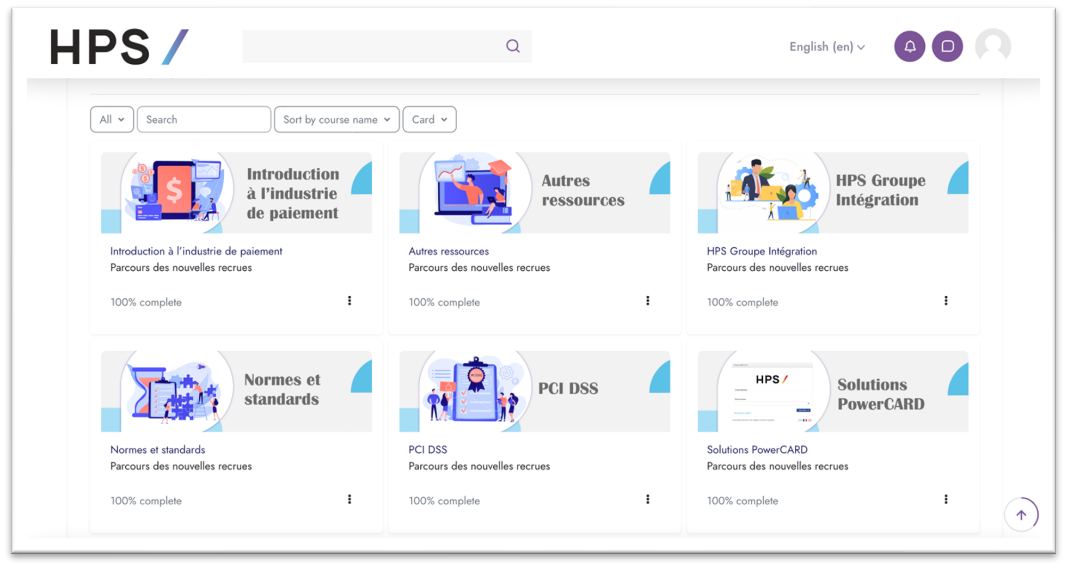 HPS
English (en)
All
Search
Sort by course name
Card
Introduction
à l'industrie
de paiement
Autres
ressources
HPS Groupe
Intégration
Introduction à l'industrie de paiement
Autres ressources
HPS Groupe Intégration
Parcours des nouvelles recrues
Parcours des nouvelles recrues
Parcours des nouvelles recrues
100% complete
100% complete
100% complete
Normes et
standards
PCI DSS
HPS
Solutions
PowerCARD
Normes et standards
PCI DSS
Solutions PowerCARD
Parcours des nouvelles recrues
Parcours des nouvelles recrues
Parcours des nouvelles recrues
100% complete
100% complete
100% complete